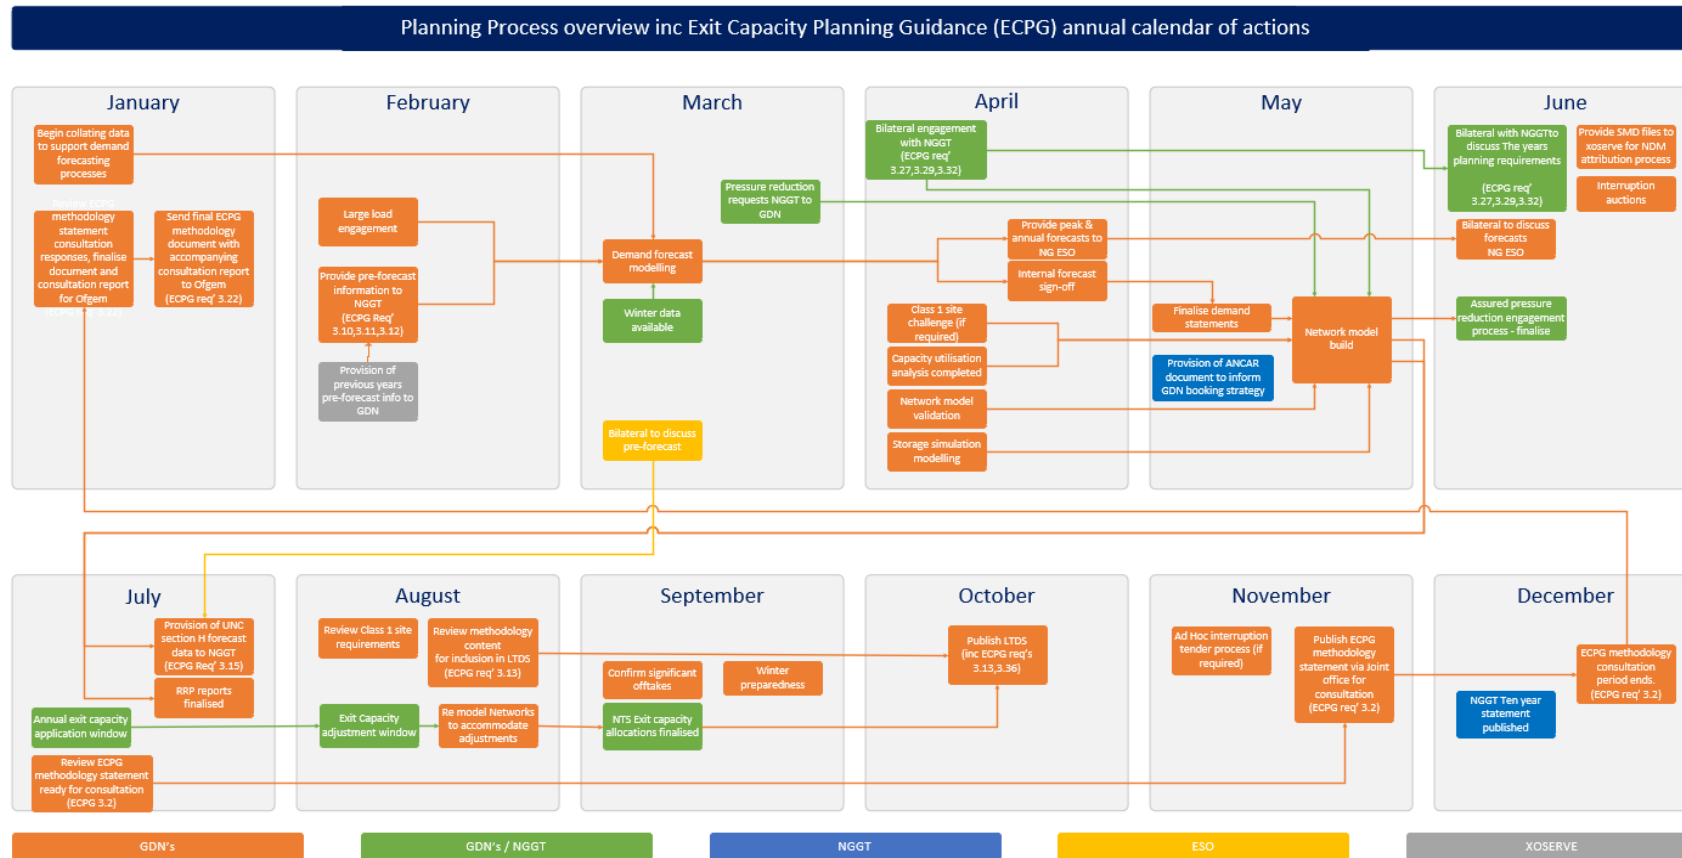 Planning Process overview inc Exit Capacity Planning Guidance (ECPG) annual calendar of actions
January
Begin collating data
to support demand
forecasting
processes
Review ECPG
methodology
statement
consultation
responses, finalise
document and
consultation report
for Ofgem
(ECPG req' 3.22)
Send final ECPG
methodology
document with
accompanying
consultation report
to Ofgem
(ECPG req' 3.22)
February
Large load
engagement
Provide pre-forecast
information to
NGGT
(ECPG Req'
3.10,3.11,3.12)
Provision of
previous years
pre-forecast info to
GDN
March
Pressure reduction
requests NGGT to
GDN
Demand forecast
modelling
Winter data
available
Bilateral to discuss
pre-forecast
April
Bilateral engagement
with NGGT
(ECPG req'
3.27,3.29,3.32)
Provide peak &
annual forecasts to
NG ESO
Internal forecast
sign-off
Class 1 site
challenge (if
required)
Capacity utilisation
analysis completed
Network model
validation
Storage simulation
modelling
May
Finalise demand
statements
Network model
build
Provision of ANCAR
document to inform
GDN booking strategy
June
Bilateral with NGGTto
discuss The years
planning requirements
(ECPG req'
3.27,3.29,3.32)
Provide SMD files to
xoserve for NDM
attribution process
Interruption
auctions
Bilateral to discuss
forecasts
NG ESO
Assured pressure
reduction engagement
process - finalise
July
Provision of UNC
section H forecast
data to NGGT
(ECPG Req' 3.15)
RRP reports
finalised
Annual exit capacity
application window
Review ECPG
methodology statement
ready for consultation
(ECPG 3.2)
August
Review Class 1 site
requirements
Review methodology
content
for inclusion in LTDS
(ECPG req' 3.13)
Exit Capacity
adjustment window
Re model Networks
to accommodate
adjustments
September
Confirm significant
offtakes
Winter
preparedness
NTS Exit capacity
allocations finalised
October
Publish LTDS
(inc ECPG req's
3.13,3.36)
November
Ad Hoc interruption
tender process (if
required)
Publish ECPG
methodology
statement via Joint
office for
consultation
(ECPG req' 3.2)
December
ECPG methodology
consultation
period ends.
(ECPG req' 3.2)
NGGT Ten year
statement
published
GDN's
GDN's / NGGT
NGGT
ESO
XOSERVE